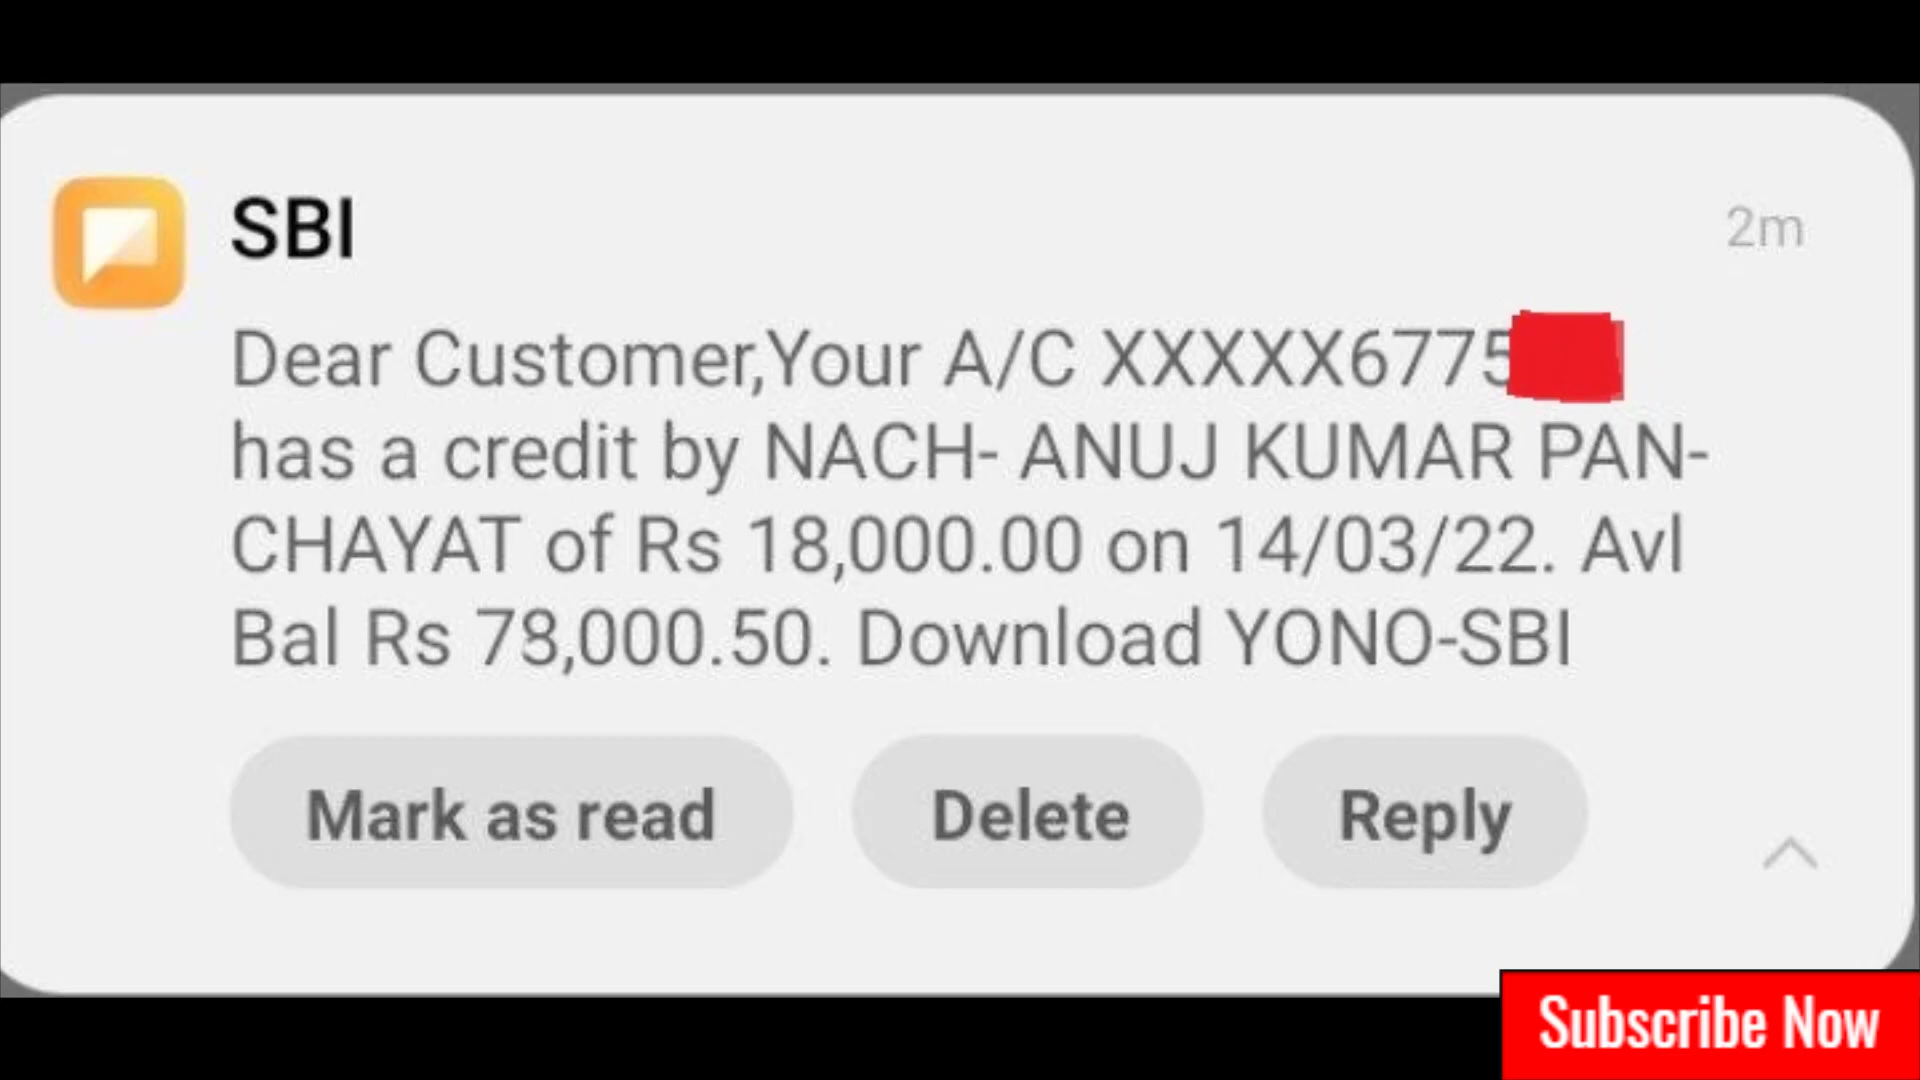 SBI
2m
Dear Customer,Your A/C XXXXX6775
has a credit by NACH- ANUJ KUMAR PAN-
CHAYAT of Rs 18,000.00 on 14/03/22. Avl
Bal Rs 78,000.50. Download YONO-SBI
Mark as read
Delete
Reply
Subscribe Now